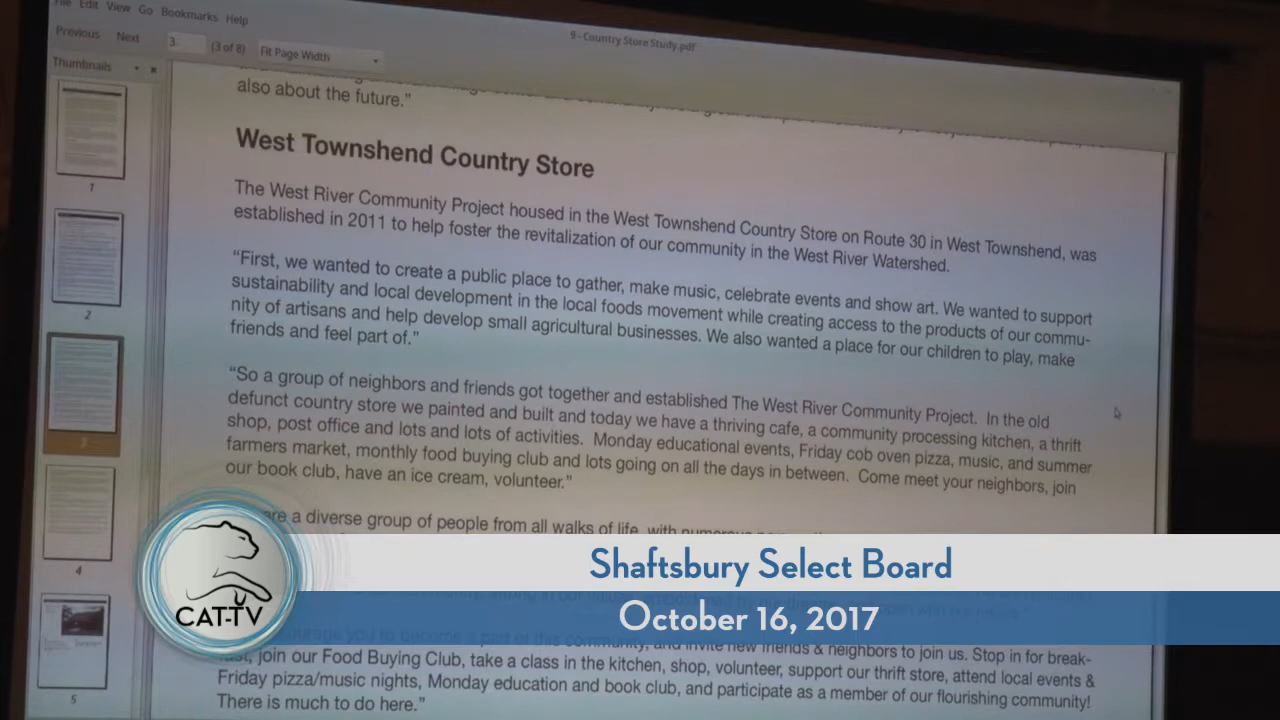 File Edit View Go Bookmarks Help
9-Country Store Study.pdf
Previous Next 3 (3 of 8) Fit Page Width
Thumbnails
also about the future."
West Townshend Country Store
The West River Community Project housed in the West Townshend Country Store on Route 30 in West Townshend, was
established in 2011 to help foster the revitalization of our community in the West River Watershed.
"First, we wanted to create a public place to gather, make music, celebrate events and show art. We wanted to support
sustainability and local development in the local foods movement while creating access to the products of our commu-
nity of artisans and help develop small agricultural businesses. We also wanted a place for our children to play, make
friends and feel part of."
"So a group of neighbors and friends got together and established The West River Community Project. In the old
defunct country store we painted and built and today we have a thriving cafe, a community processing kitchen, a thrift
shop, post office and lots and lots of activities. Monday educational events, Friday cob oven pizza, music, and summer
farmers market, monthly food buying club and lots going on all the days in between. Come meet your neighbors, join
our book club, have an ice cream, volunteer."
are a diverse group of people from all walks of life, with numerous
and invite new friends & neighbors to join us. Stop in for break-
join our Food Buying Club, take a class in the kitchen, shop, volunteer, support our thrift store, attend local events &
Friday pizza/music nights, Monday education and book club, and participate as a member of our flourishing community!
There is much to do here."
1
2
3
4
5
CAT-TV
Shaftsbury Select Board
October 16, 2017